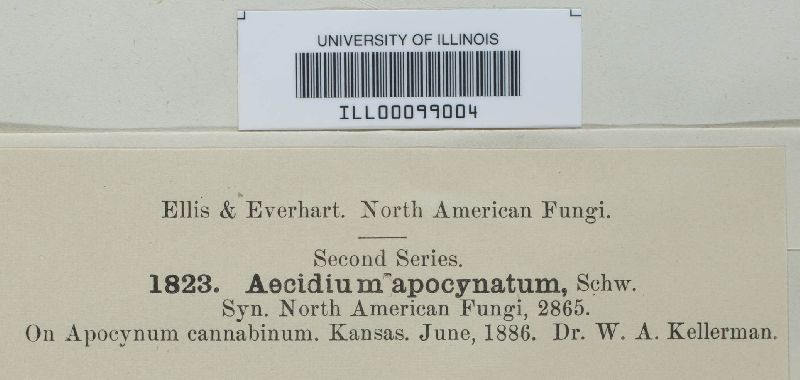 UNIVERSITY OF ILLINOIS
ILL00099004
Ellis & Everhart. North American Fungi.
Second Series.
1823. Aecidium apocynatum, Schw.
Syn. North American Fungi, 2865.
On Apocynum cannabinum. Kansas. June, 1886. Dr. W. A. Kellerman.